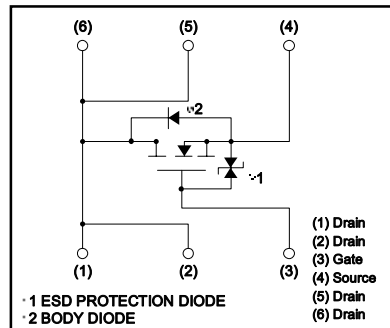 (6) (5) (4)
*2
*1
(1) (2) (3)
(1) Drain
(2) Drain
(3) Gate
(4) Source
(5) Drain
(6) Drain
*1 ESD PROTECTION DIODE
*2 BODY DIODE